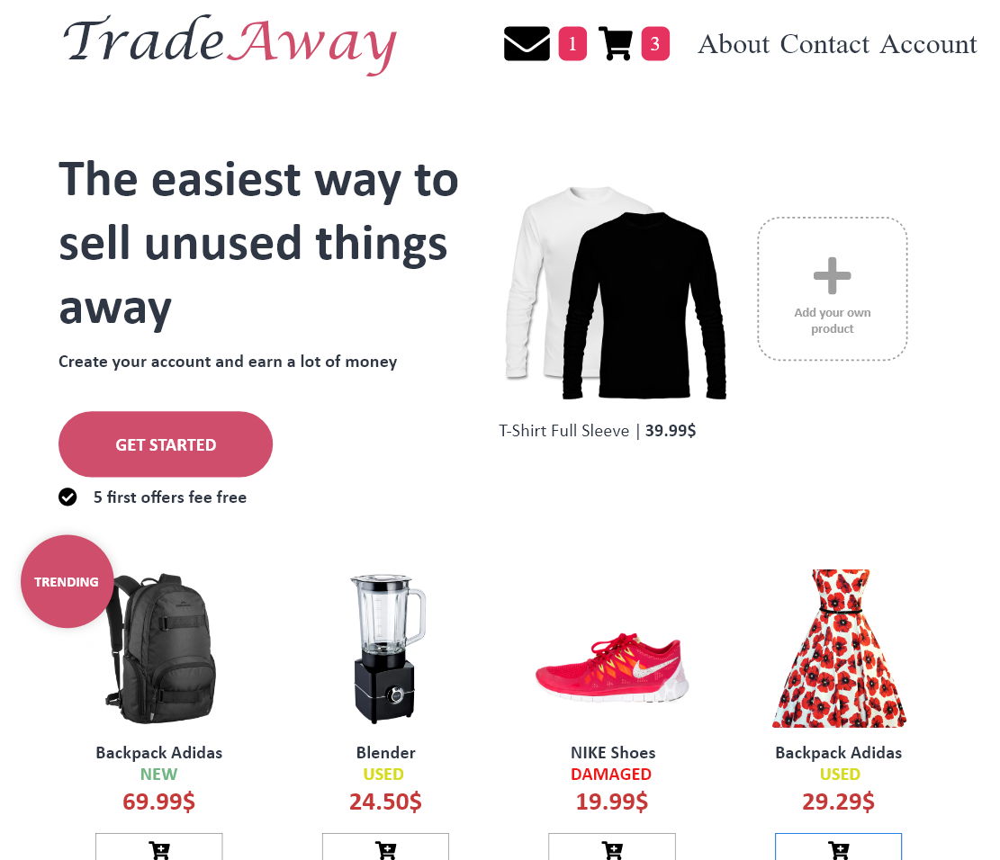 TradeAway
1
3
About Contact Account
The easiest way to
sell unused things
away
Create your account and earn a lot of money
GET STARTED
5 first offers fee free
Add your own
product
T-Shirt Full Sleeve | 39.99$
TRENDING
Backpack Adidas
NEW
69.99$
Blender
USED
24.50$
NIKE Shoes
DAMAGED
19.99$
Backpack Adidas
USED
29.29$